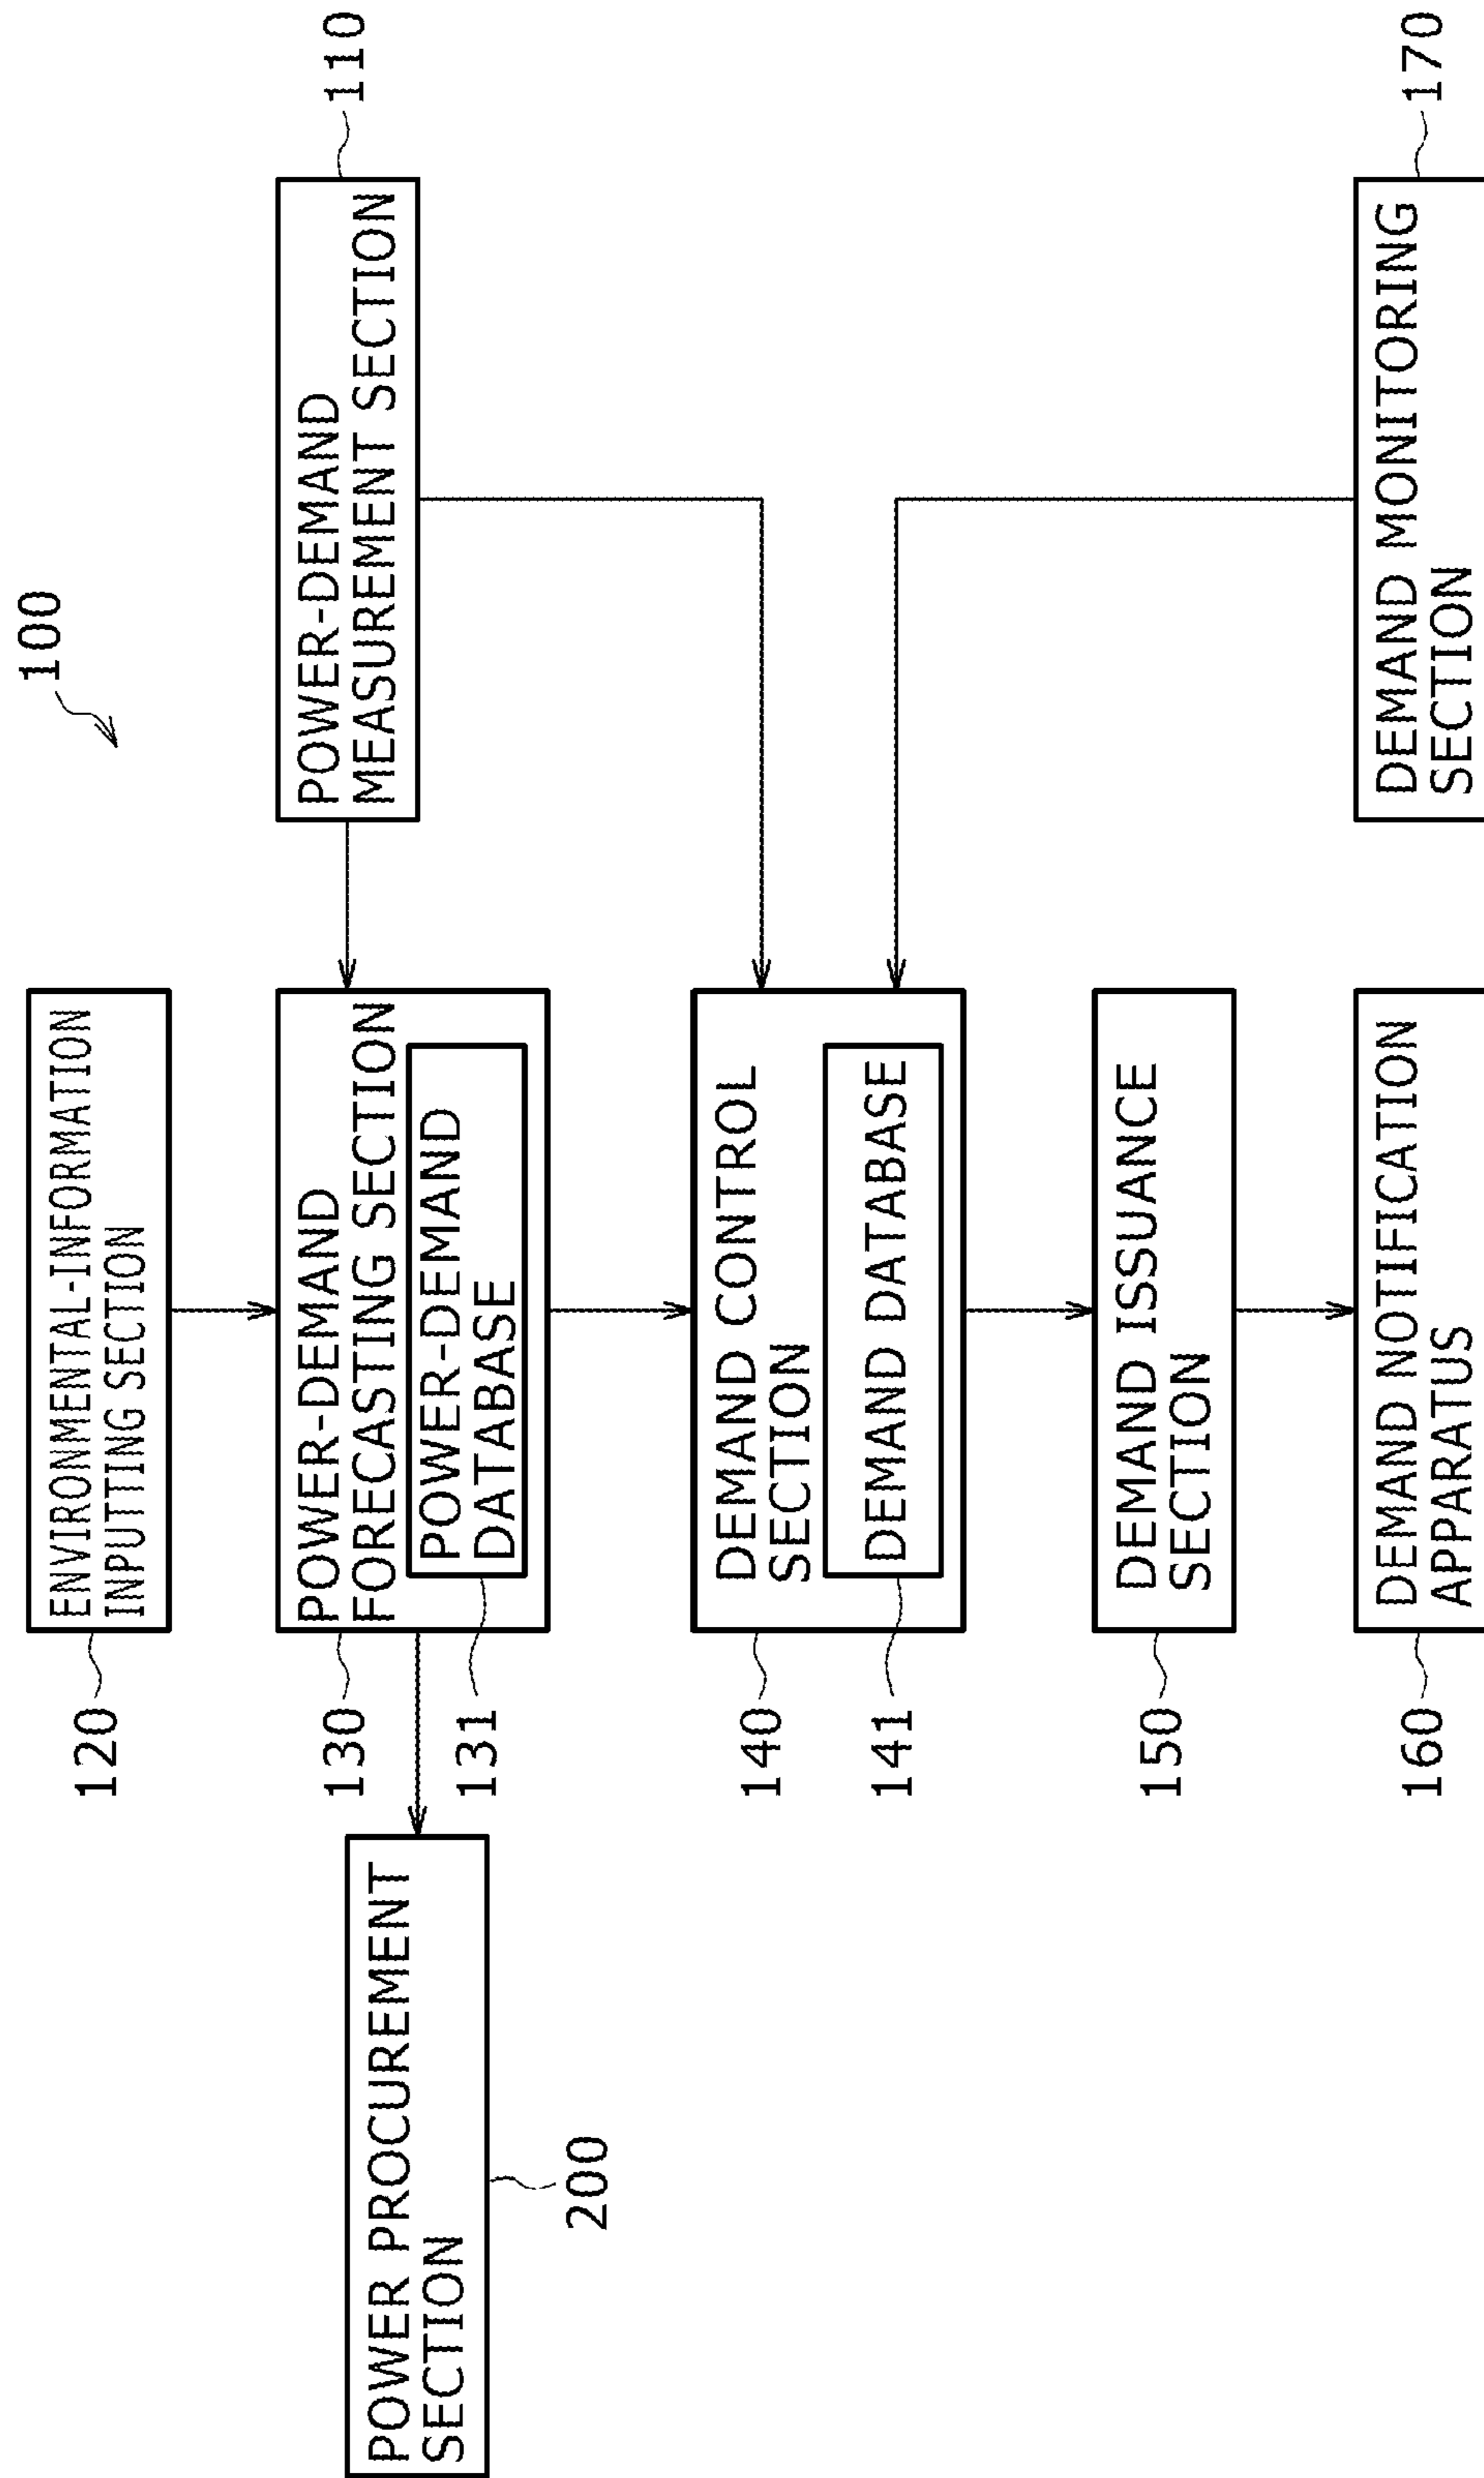 100
120
ENVIRONMENTAL-INFORMATION
INPUTTING SECTION
POWER-DEMAND
MEASUREMENT SECTION
110
130
POWER-DEMAND
FORECASTING SECTION
131
POWER-DEMAND
DATABASE
POWER PROCUREMENT
SECTION
200
140
DEMAND CONTROL
SECTION
141
DEMAND DATABASE
150
DEMAND ISSUANCE
SECTION
160
DEMAND NOTIFICATION
APPARATUS
DEMAND MONITORING
SECTION
170